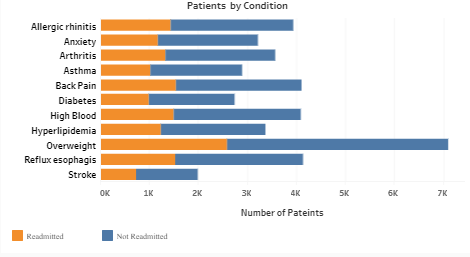 Patients by Condition
Allergic rhinitis
Anxiety
Arthritis
Asthma
Back Pain
Diabetes
High Blood
Hyperlipidemia
Overweight
Reflux esophagis
Stroke
0K 1K 2K 3K 4K 5K 6K 7K
Number of Pateints
Readmitted Not Readmitted